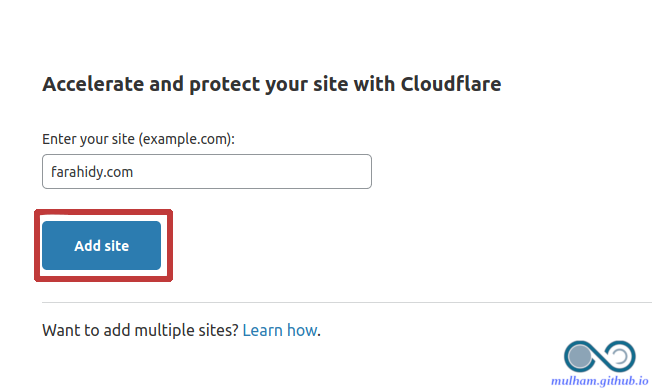 Accelerate and protect your site with Cloudflare
Enter your site (example.com):
farahidy.com
Add site
Want to add multiple sites? Learn how.
mulham.github.io